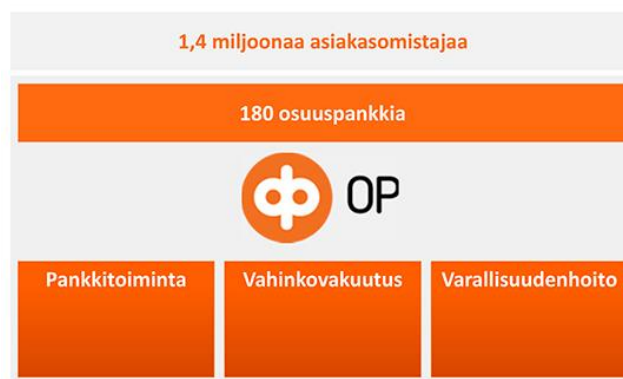 1,4 miljoonaa asiakasomistajaa
180 osuuspankkia
OP
Pankkitoiminta
Vahinkovakuutus
Varallisuudenhoito